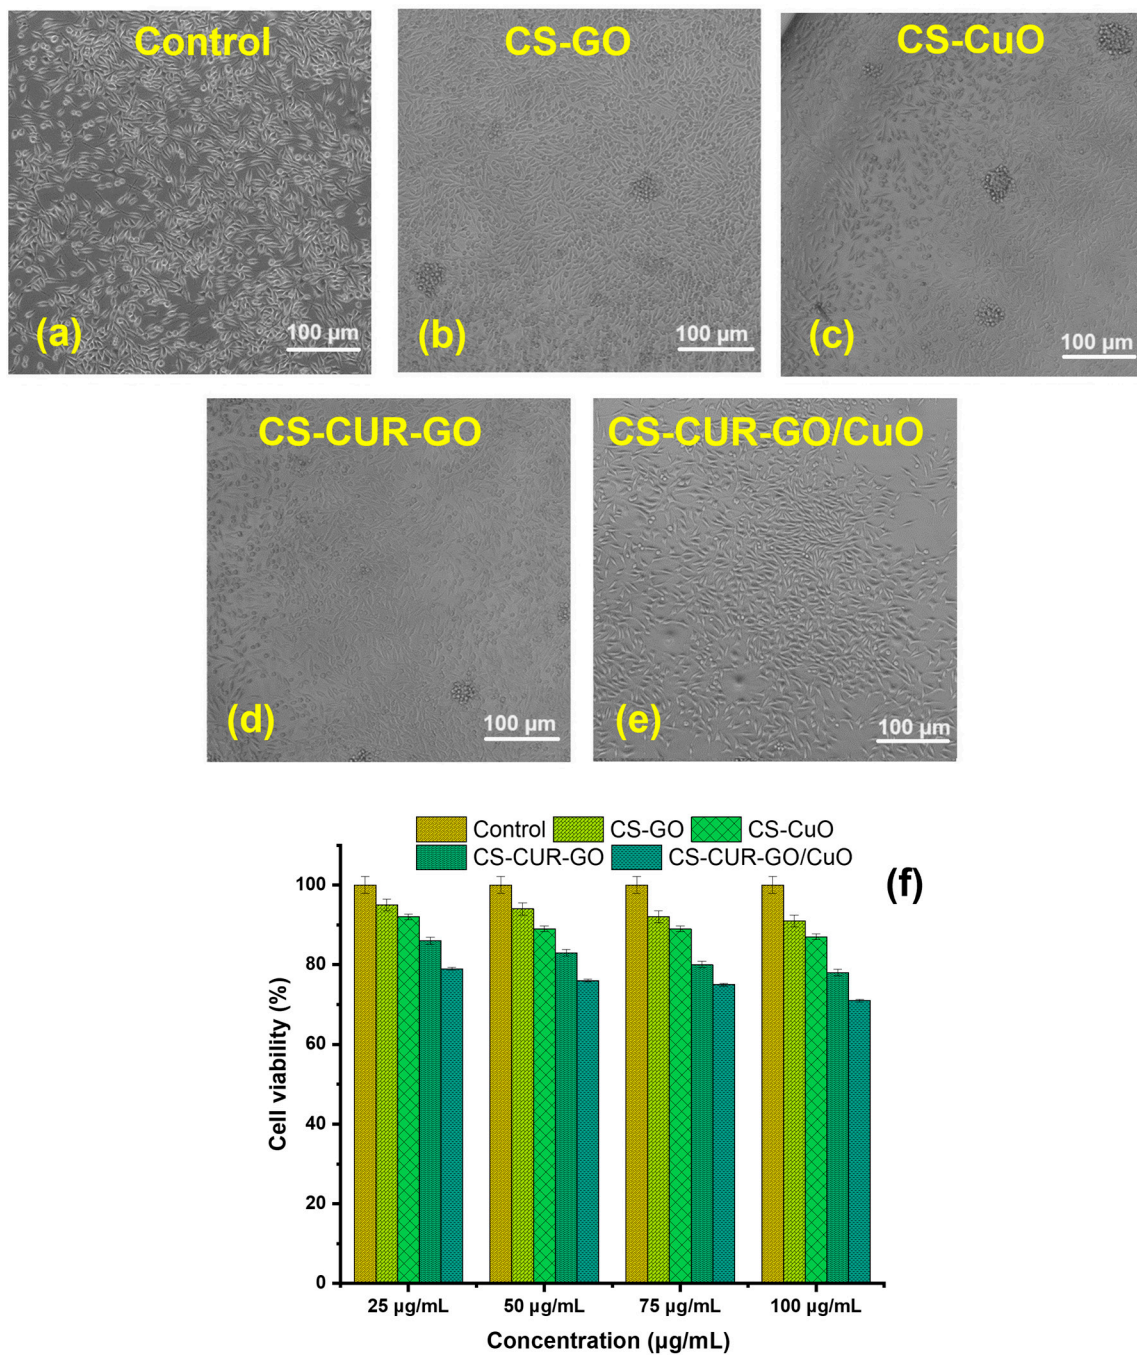 Control
CS-GO
CS-CuO
(a)
100 µm
(b)
100 µm
(c)
100 µm
CS-CUR-GO
CS-CUR-GO/CuO
(d)
100 µm
(e)
100 µm
Control CS-GO CS-CuO
CS-CUR-GO CS-CUR-GO/CuO
(f)
Cell viability (%)
100
80
60
40
20
0
25 µg/mL 50 µg/mL 75 µg/mL 100 µg/mL
Concentration (µg/mL)